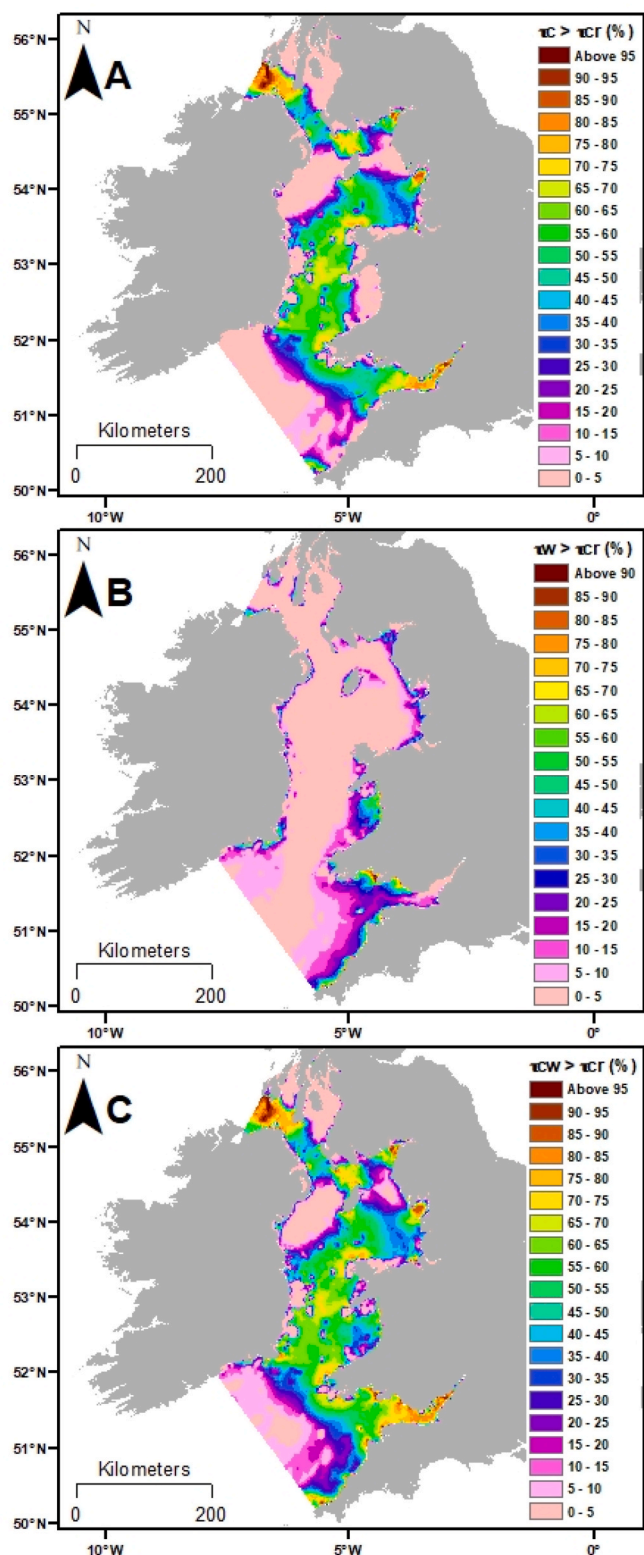 N
A
56°N
55°N
54°N
53°N
52°N
51°N
50°N
Kilometers
0 200
10°W 5°W 0°
τc > τcr (%)
Above 95
90 - 95
85 - 90
80 - 85
75 - 80
70 - 75
65 - 70
60 - 65
55 - 60
50 - 55
45 - 50
40 - 45
35 - 40
30 - 35
25 - 30
20 - 25
15 - 20
10 - 15
5 - 10
0 - 5
N
B
56°N
55°N
54°N
53°N
52°N
51°N
50°N
Kilometers
0 200
10°W 5°W 0°
τw > τcr (%)
Above 90
85 - 90
80 - 85
75 - 80
70 - 75
65 - 70
60 - 65
55 - 60
50 - 55
45 - 50
40 - 45
35 - 40
30 - 35
25 - 30
20 - 25
15 - 20
10 - 15
5 - 10
0 - 5
N
C
56°N
55°N
54°N
53°N
52°N
51°N
50°N
Kilometers
0 200
10°W 5°W 0°
τcw > τcr (%)
Above 95
90 - 95
85 - 90
80 - 85
75 - 80
70 - 75
65 - 70
60 - 65
55 - 60
50 - 55
45 - 50
40 - 45
35 - 40
30 - 35
25 - 30
20 - 25
15 - 20
10 - 15
5 - 10
0 - 5